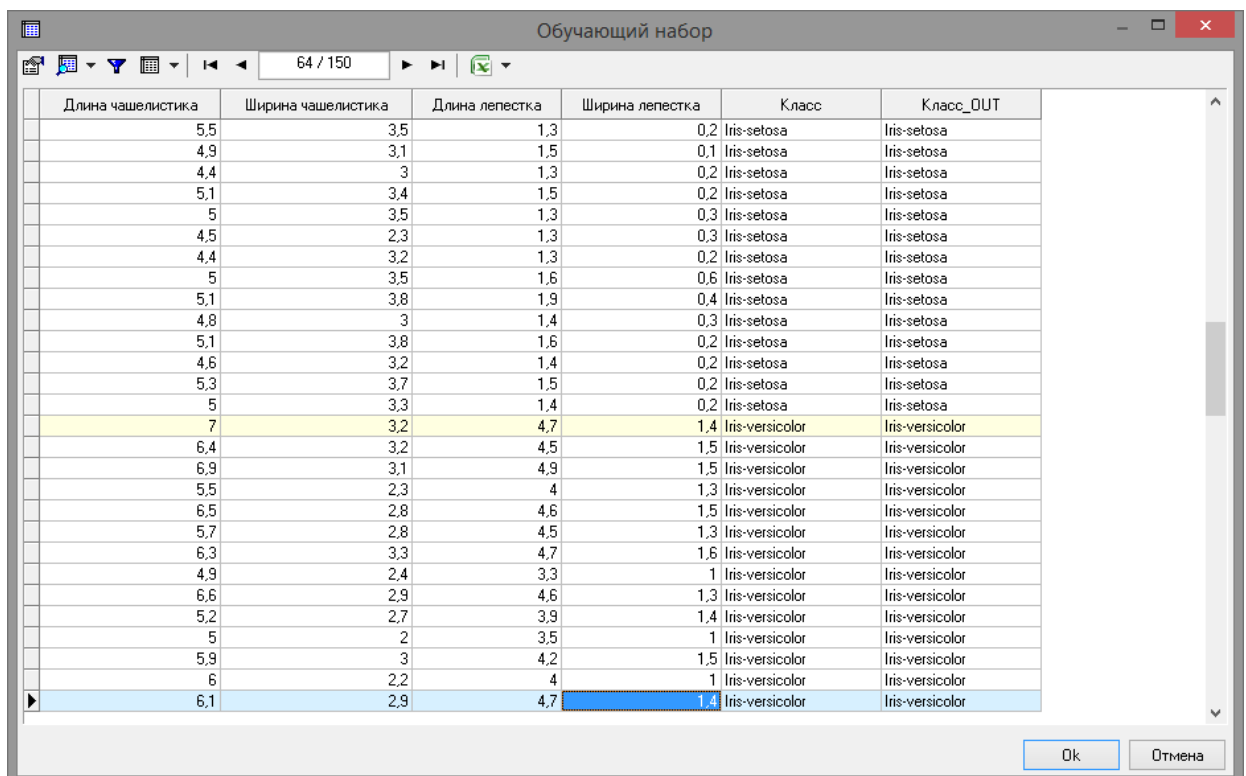 Обучающий набор
64 / 150
Длина чашелистика Ширина чашелистика Длина лепестка Ширина лепестка Класс Класс_OUT
5,5 3,5 1,3 0,2 Iris-setosa Iris-setosa
4,9 3,1 1,5 0,1 Iris-setosa Iris-setosa
4,4 3 1,3 0,2 Iris-setosa Iris-setosa
5,1 3,4 1,5 0,2 Iris-setosa Iris-setosa
5 3,5 1,3 0,3 Iris-setosa Iris-setosa
4,5 2,3 1,3 0,3 Iris-setosa Iris-setosa
4,4 3,2 1,3 0,2 Iris-setosa Iris-setosa
5 3,5 1,6 0,6 Iris-setosa Iris-setosa
5,1 3,8 1,9 0,4 Iris-setosa Iris-setosa
4,8 3 1,4 0,3 Iris-setosa Iris-setosa
5,1 3,8 1,6 0,2 Iris-setosa Iris-setosa
4,6 3,2 1,4 0,2 Iris-setosa Iris-setosa
5,3 3,7 1,5 0,2 Iris-setosa Iris-setosa
5 3,3 1,4 0,2 Iris-setosa Iris-setosa
7 3,2 4,7 1,4 Iris-versicolor Iris-versicolor
6,4 3,2 4,5 1,5 Iris-versicolor Iris-versicolor
6,9 3,1 4,9 1,5 Iris-versicolor Iris-versicolor
5,5 2,3 4 1,3 Iris-versicolor Iris-versicolor
6,5 2,8 4,6 1,5 Iris-versicolor Iris-versicolor
5,7 2,8 4,5 1,3 Iris-versicolor Iris-versicolor
6,3 3,3 4,7 1,6 Iris-versicolor Iris-versicolor
4,9 2,4 3,3 1 Iris-versicolor Iris-versicolor
6,6 2,9 4,6 1,3 Iris-versicolor Iris-versicolor
5,2 2,7 3,9 1,4 Iris-versicolor Iris-versicolor
5 2 3,5 1 Iris-versicolor Iris-versicolor
5,9 3 4,2 1,5 Iris-versicolor Iris-versicolor
6 2,2 4 1 Iris-versicolor Iris-versicolor
6,1 2,9 4,7 1,4 Iris-versicolor Iris-versicolor
Ok Отмена